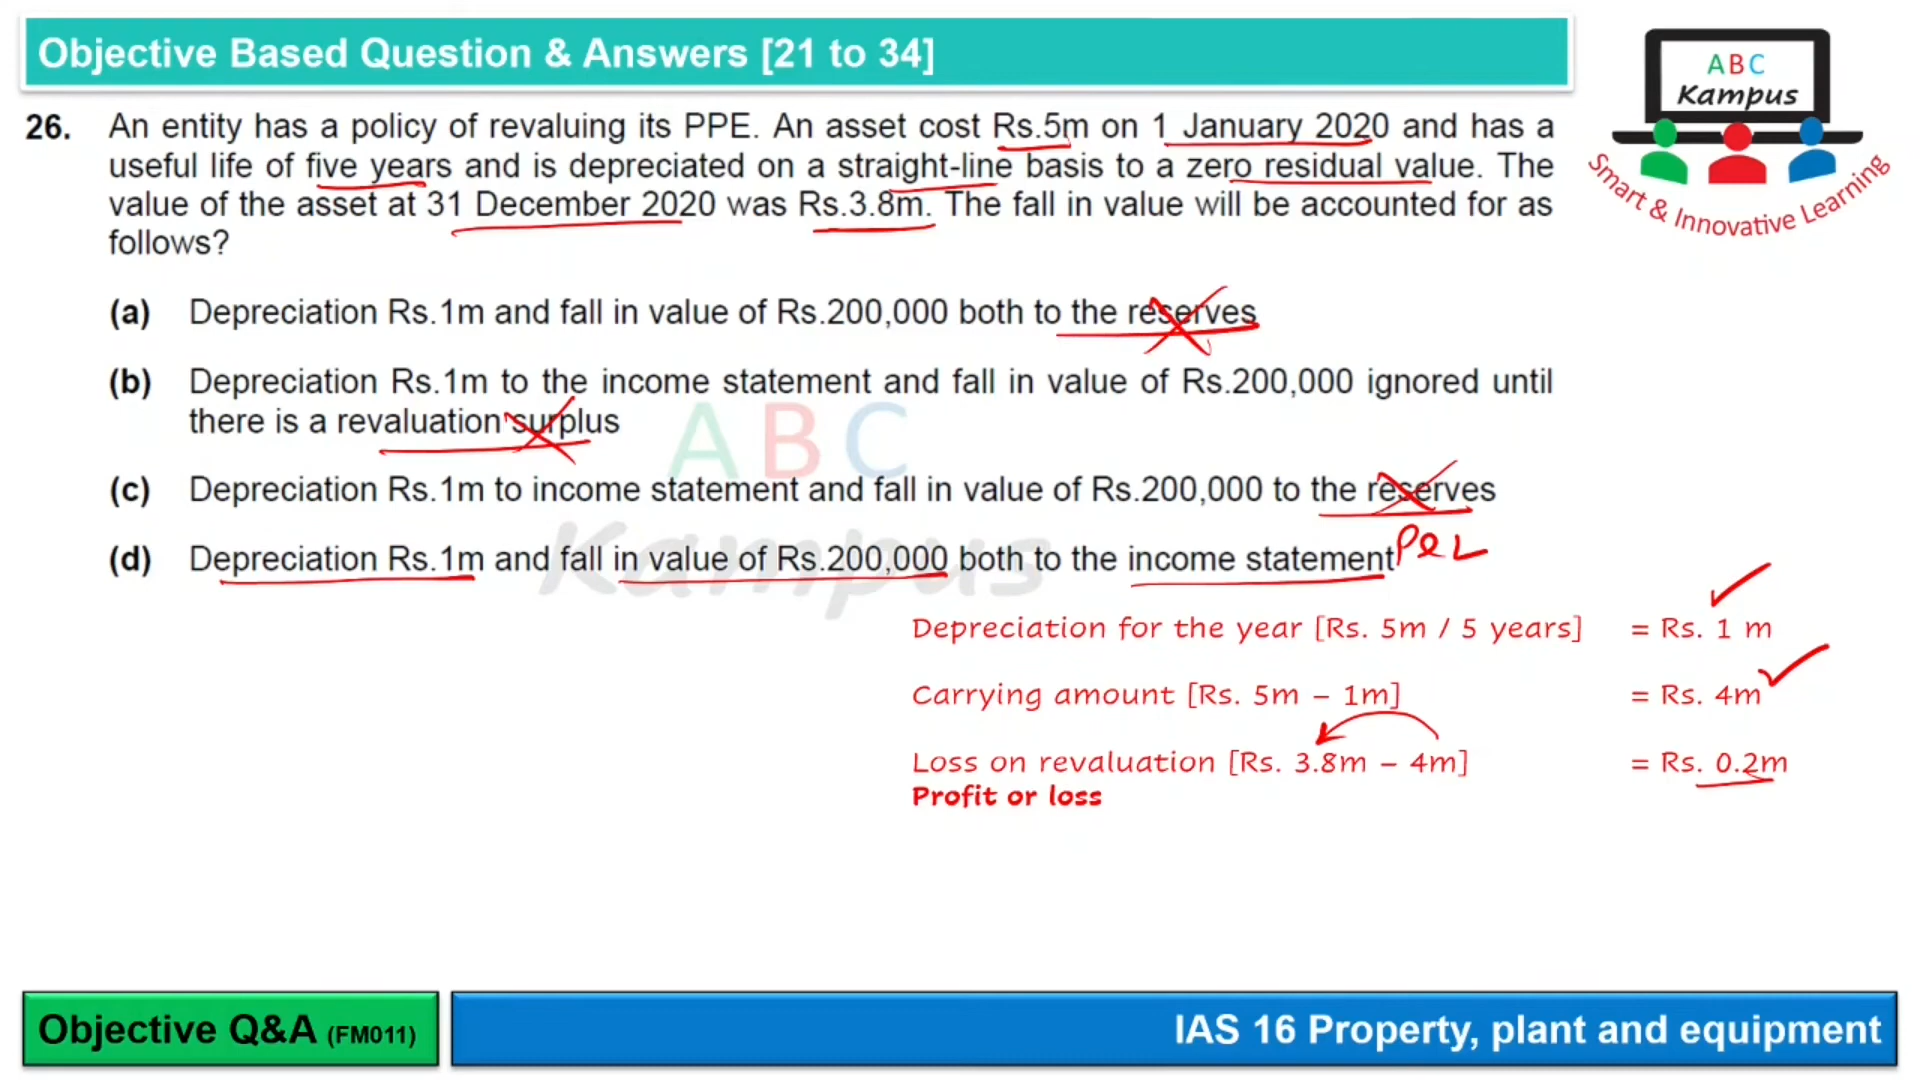 Objective Based Question & Answers [21 to 34]
A B C
Kampus
Smart & Innovative Learning
26. An entity has a policy of revaluing its PPE. An asset cost Rs.5m on 1 January 2020 and has a
useful life of five years and is depreciated on a straight-line basis to a zero residual value. The
value of the asset at 31 December 2020 was Rs.3.8m. The fall in value will be accounted for as
follows?
(a) Depreciation Rs.1m and fall in value of Rs.200,000 both to the reserves
(b) Depreciation Rs.1m to the income statement and fall in value of Rs.200,000 ignored until
there is a revaluation surplus
(c) Depreciation Rs.1m to income statement and fall in value of Rs.200,000 to the reserves
(d) Depreciation Rs.1m and fall in value of Rs.200,000 both to the income statement P&L
A B C
Kampus
Depreciation for the year [Rs. 5m / 5 years] = Rs. 1 m
Carrying amount [Rs. 5m – 1m] = Rs. 4m
Loss on revaluation [Rs. 3.8m – 4m] = Rs. 0.2m
Profit or loss
Objective Q&A (FM011)
IAS 16 Property, plant and equipment